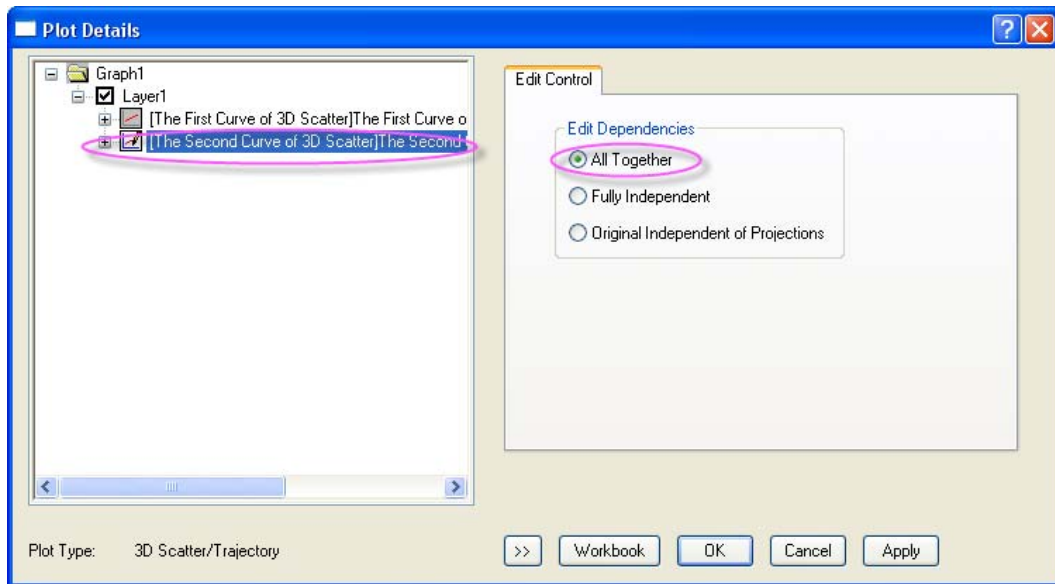 Plot Details
Graph1
Layer1
[The First Curve of 3D Scatter]The First Curve o
[The Second Curve of 3D Scatter]The Second
Edit Control
Edit Dependencies
All Together
Fully Independent
Original Independent of Projections
Plot Type: 3D Scatter/Trajectory
>> Workbook OK Cancel Apply